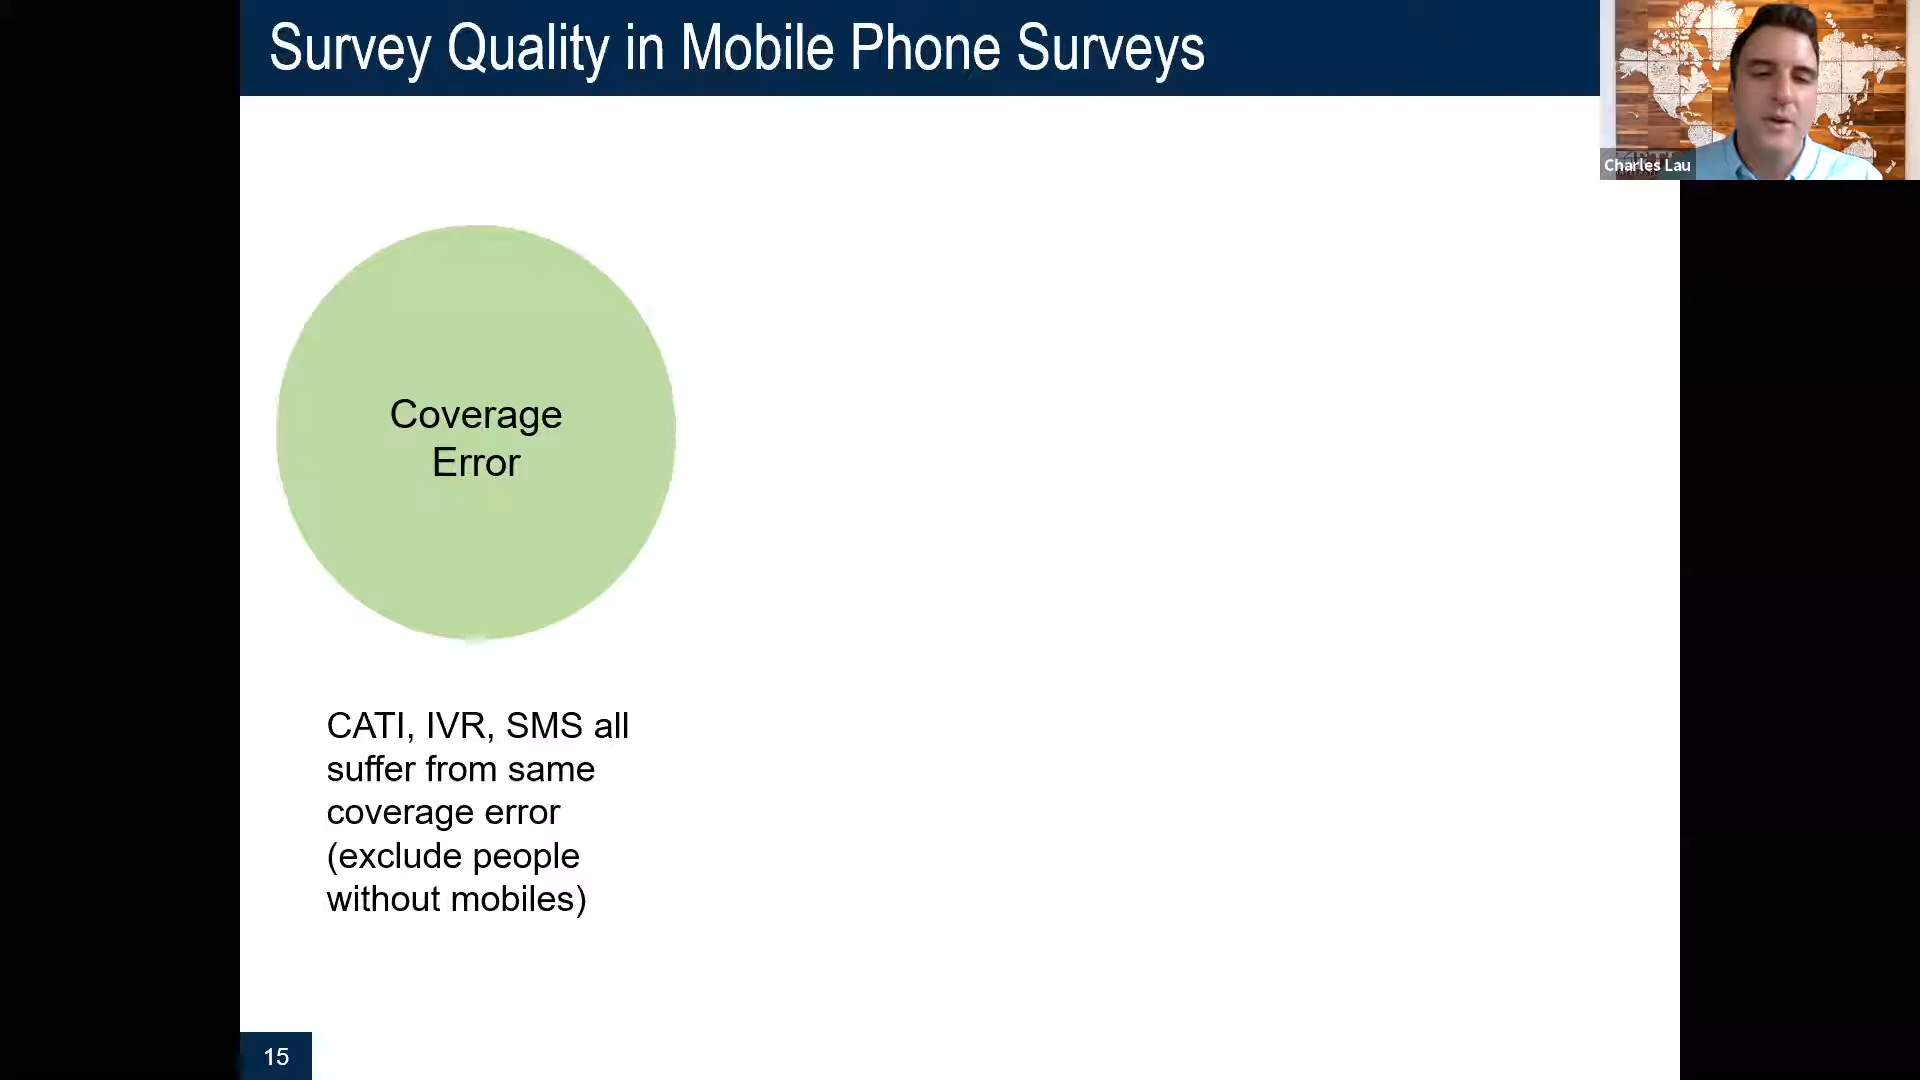 Survey Quality in Mobile Phone Surveys
Charles Lau
Coverage
Error
CATI, IVR, SMS all
suffer from same
coverage error
(exclude people
without mobiles)
15